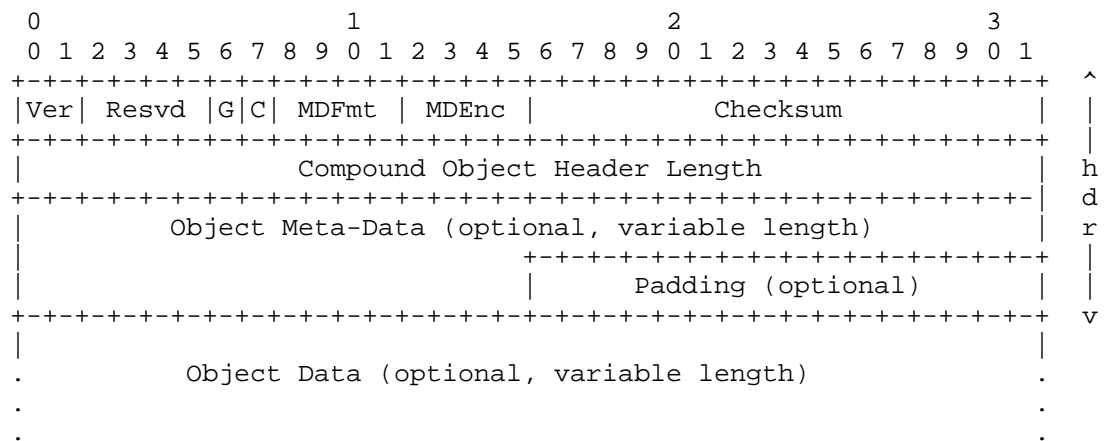 0                   1                   2                   3
 0 1 2 3 4 5 6 7 8 9 0 1 2 3 4 5 6 7 8 9 0 1 2 3 4 5 6 7 8 9 0 1
+-+-+-+-+-+-+-+-+-+-+-+-+-+-+-+-+-+-+-+-+-+-+-+-+-+-+-+-+-+-+-+-+  ^
|Ver| Resvd |G|C| MDFmt | MDEnc |           Checksum            |  |
+-+-+-+-+-+-+-+-+-+-+-+-+-+-+-+-+-+-+-+-+-+-+-+-+-+-+-+-+-+-+-+-+  |
|                 Compound Object Header Length                 |  h
+-+-+-+-+-+-+-+-+-+-+-+-+-+-+-+-+-+-+-+-+-+-+-+-+-+-+-+-+-+-+-+-|  d
|         Object Meta-Data (optional, variable length)          |  r
|                               +-+-+-+-+-+-+-+-+-+-+-+-+-+-+-+-+  |
|                               |      Padding (optional)       |  |
+-+-+-+-+-+-+-+-+-+-+-+-+-+-+-+-+-+-+-+-+-+-+-+-+-+-+-+-+-+-+-+-+  v
|                                                               |
.          Object Data (optional, variable length)              .
.                                                               .
.                                                               .